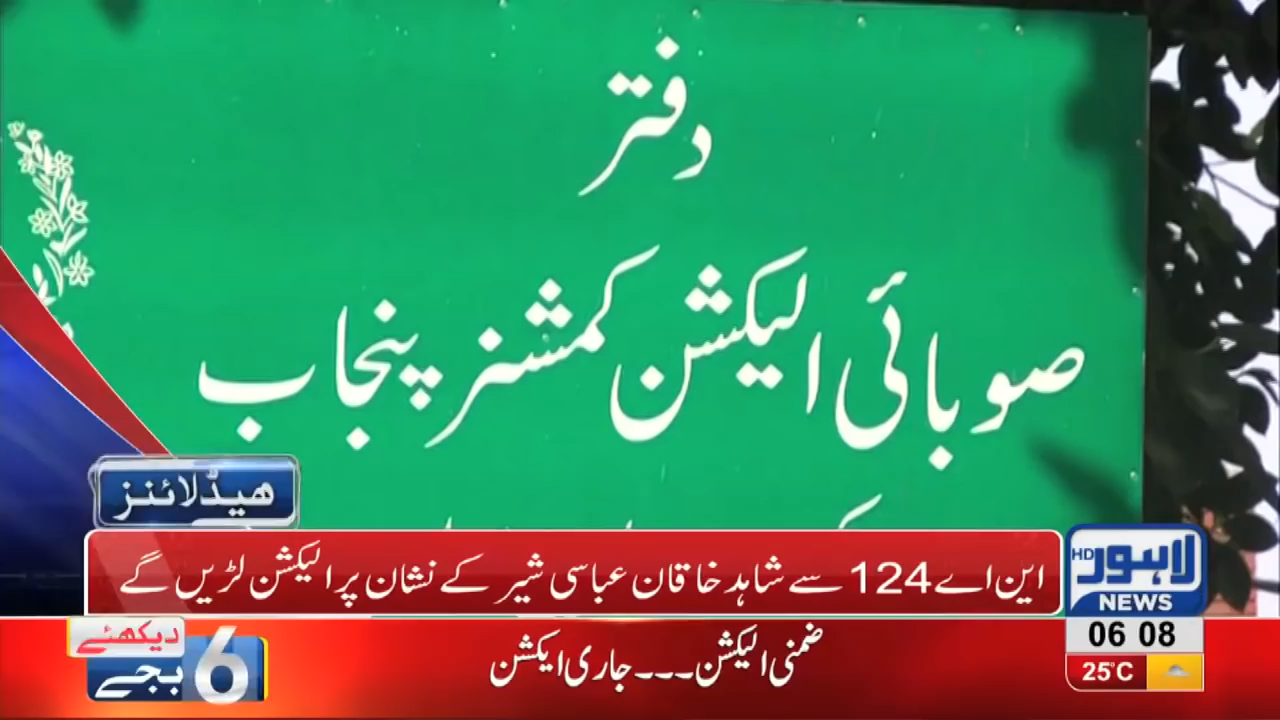 دفتر
صوبائی الیکشن کمشنر پنجاب
ھیڈلائنز
این اے 124 سے شاہد خاقان عباسی شیر کے نشان پر الیکشن لڑیں گے
لاہور HD
NEWS
06 08
25°C
دیکھئے
6 بجے
ضمنی الیکشن۔۔۔جاری ایکشن